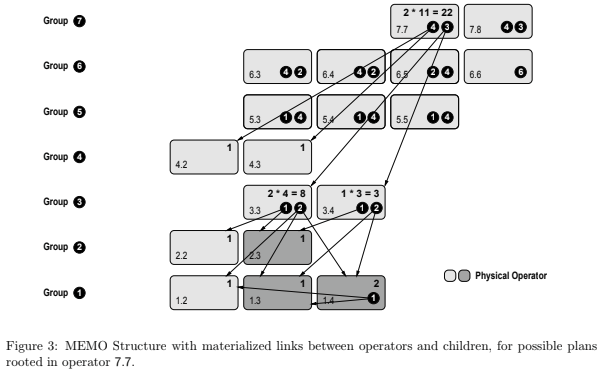 Group 7
2 * 11 = 22
7.7 4 3
7.8 4 3
Group 6
6.3 4 2
6.4 4 2
6.5 2 4
6.6 6
Group 5
5.3 1 4
5.4 1 4
5.5 1 4
Group 4
1
4.2
1
4.3
Group 3
2 * 4 = 8
3.3 1 2
1 * 3 = 3
3.4 1 2
Group 2
1
2.2
1
2.3
Group 1
1
1.2
1
1.3
2
1.4 1
Physical Operator
Figure 3: MEMO Structure with materialized links between operators and children, for possible plans
rooted in operator 7.7.